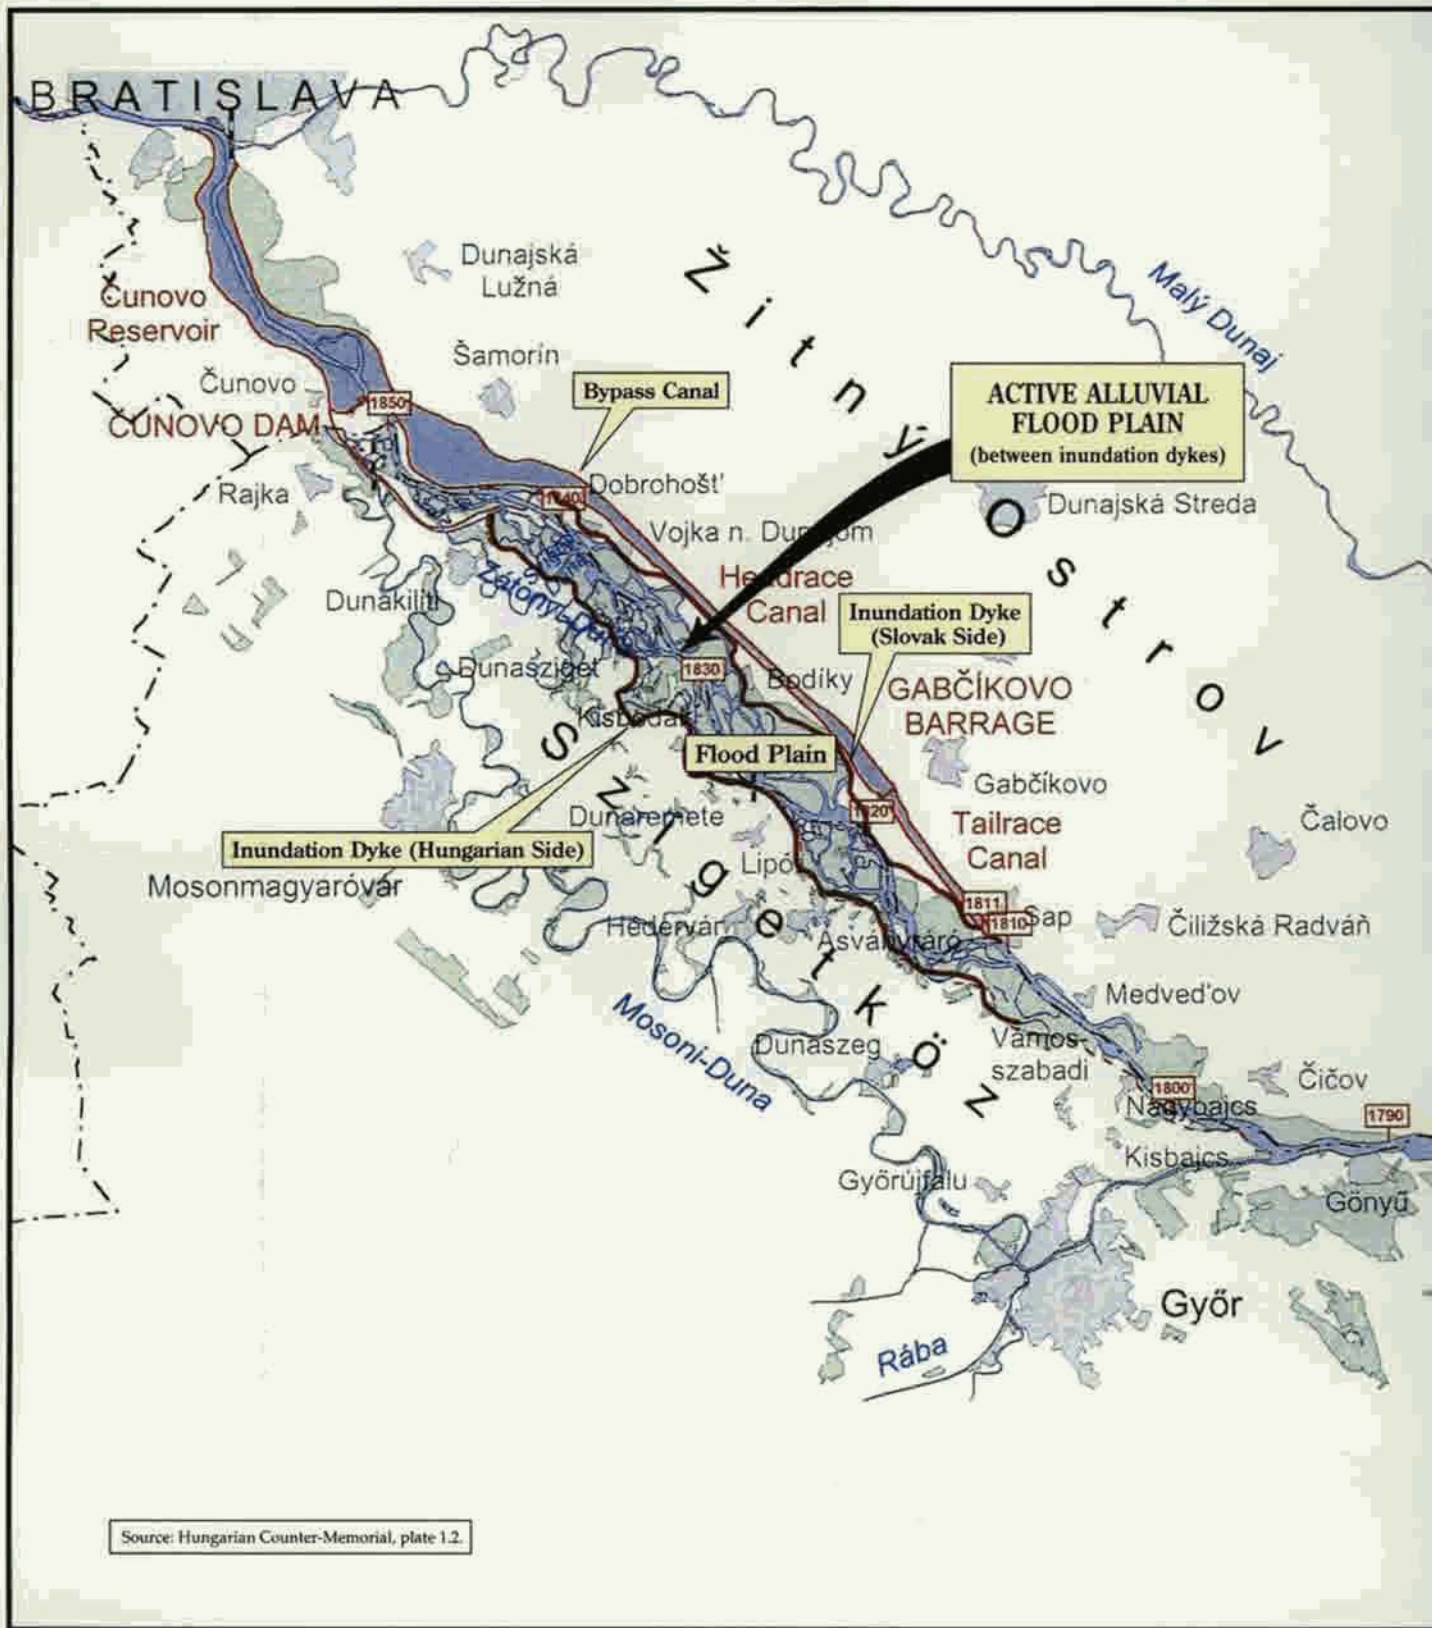 BRATISLAVA
Dunajská
Lužná
Žitný Ostrov
Malý Dunaj
Čunovo
Reservoir
Šamorín
Čunovo
ČUNOVO DAM
1850
Bypass Canal
ACTIVE ALLUVIAL
FLOOD PLAIN
(between inundation dykes)
Rajka
1840
Dobrohošt'
Dunajská Streda
Vojka n. Dunajom
Headrace
Canal
Dunakiliti
Inundation Dyke
(Slovak Side)
Dunasziget
1830
Bodíky
GABČÍKOVO
BARRAGE
Kisbodak
Szigetköz
Flood Plain
Gabčíkovo
1820
Dunaremete
Tailrace
Canal
Čalovo
Inundation Dyke (Hungarian Side)
Lipót
Mosonmagyaróvár
1811
1810
Sap
Hédervár
Ásványráró
Čiližská Radváň
Medved'ov
Mosoni-Duna
Dunaszeg
Vámos-
szabadi
1800
Čičov
Nagybajcs
1790
Kisbajcs
Győrújfalu
Gönyű
Győr
Rába
Source: Hungarian Counter-Memorial, plate 1.2.